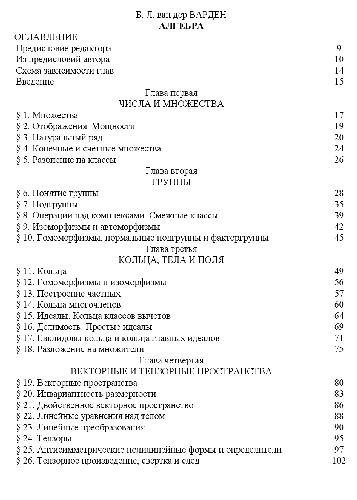 Б. Л. ван дер ВАРДЕН
АЛГЕБРА
ОГЛАВЛЕНИЕ
Предисловие редактора 9
Из предисловий автора 10
Схема зависимости глав 14
Введение 15
Глава первая
ЧИСЛА И МНОЖЕСТВА
§ 1. Множества 17
§ 2. Отображения. Мощности 19
§ 3. Натуральный ряд 20
§ 4. Конечные и счетные множества 24
§ 5. Разбиение на классы 26
Глава вторая
ГРУППЫ
§ 6. Понятие группы 28
§ 7. Подгруппы 35
§ 8. Операции над комплексами. Смежные классы 39
§ 9. Изоморфизмы и автоморфизмы 42
§ 10. Гомоморфизмы, нормальные подгруппы и факторгруппы 45
Глава третья
КОЛЬЦА, ТЕЛА И ПОЛЯ
§ 11. Кольца 49
§ 12. Гомоморфизмы и изоморфизмы 56
§ 13. Построение частных 57
§ 14. Кольца многочленов 60
§ 15. Идеалы. Кольца классов вычетов 64
§ 16. Делимость. Простые идеалы 69
§ 17. Евклидовы кольца и кольца главных идеалов 71
§ 18. Разложение на множители 75
Глава четвертая
ВЕКТОРНЫЕ И ТЕНЗОРНЫЕ ПРОСТРАНСТВА
§ 19. Векторные пространства 80
§ 20. Инвариантность размерности 83
§ 21. Двойственное векторное пространство 86
§ 22. Линейные уравнения над телом 88
§ 23. Линейные преобразования 90
§ 24. Тензоры 95
§ 25. Антисимметрические полилинейные формы и определители 97
§ 26. Тензорное произведение, свертка и след 102